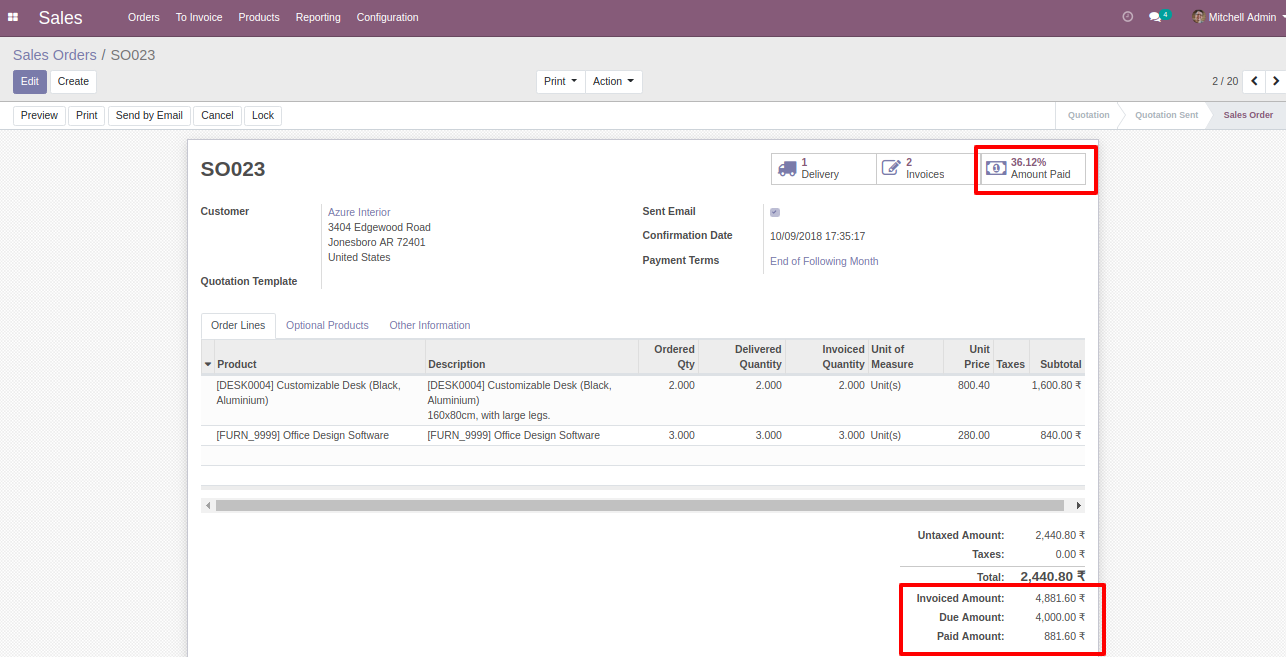 Sales Orders To Invoice Products Reporting Configuration 4 Mitchell Admin
Sales Orders / SO023
Edit Create Print Action 2 / 20
Preview Print Send by Email Cancel Lock Quotation Quotation Sent Sales Order
SO023
1 Delivery
2 Invoices
36.12% Amount Paid
Customer
Azure Interior
3404 Edgewood Road
Jonesboro AR 72401
United States
Quotation Template
Sent Email
Confirmation Date 10/09/2018 17:35:17
Payment Terms End of Following Month
Order Lines Optional Products Other Information
Product Description Ordered Qty Delivered Quantity Invoiced Quantity Unit of Measure Unit Price Taxes Subtotal
[DESK0004] Customizable Desk (Black, [DESK0004] Customizable Desk (Black, 2.000 2.000 2.000 Unit(s) 800.40 1,600.80 ₹
Aluminium) Aluminium)
160x80cm, with large legs.
[FURN_9999] Office Design Software [FURN_9999] Office Design Software 3.000 3.000 3.000 Unit(s) 280.00 840.00 ₹
Untaxed Amount: 2,440.80 ₹
Taxes: 0.00 ₹
Total: 2,440.80 ₹
Invoiced Amount: 4,881.60 ₹
Due Amount: 4,000.00 ₹
Paid Amount: 881.60 ₹